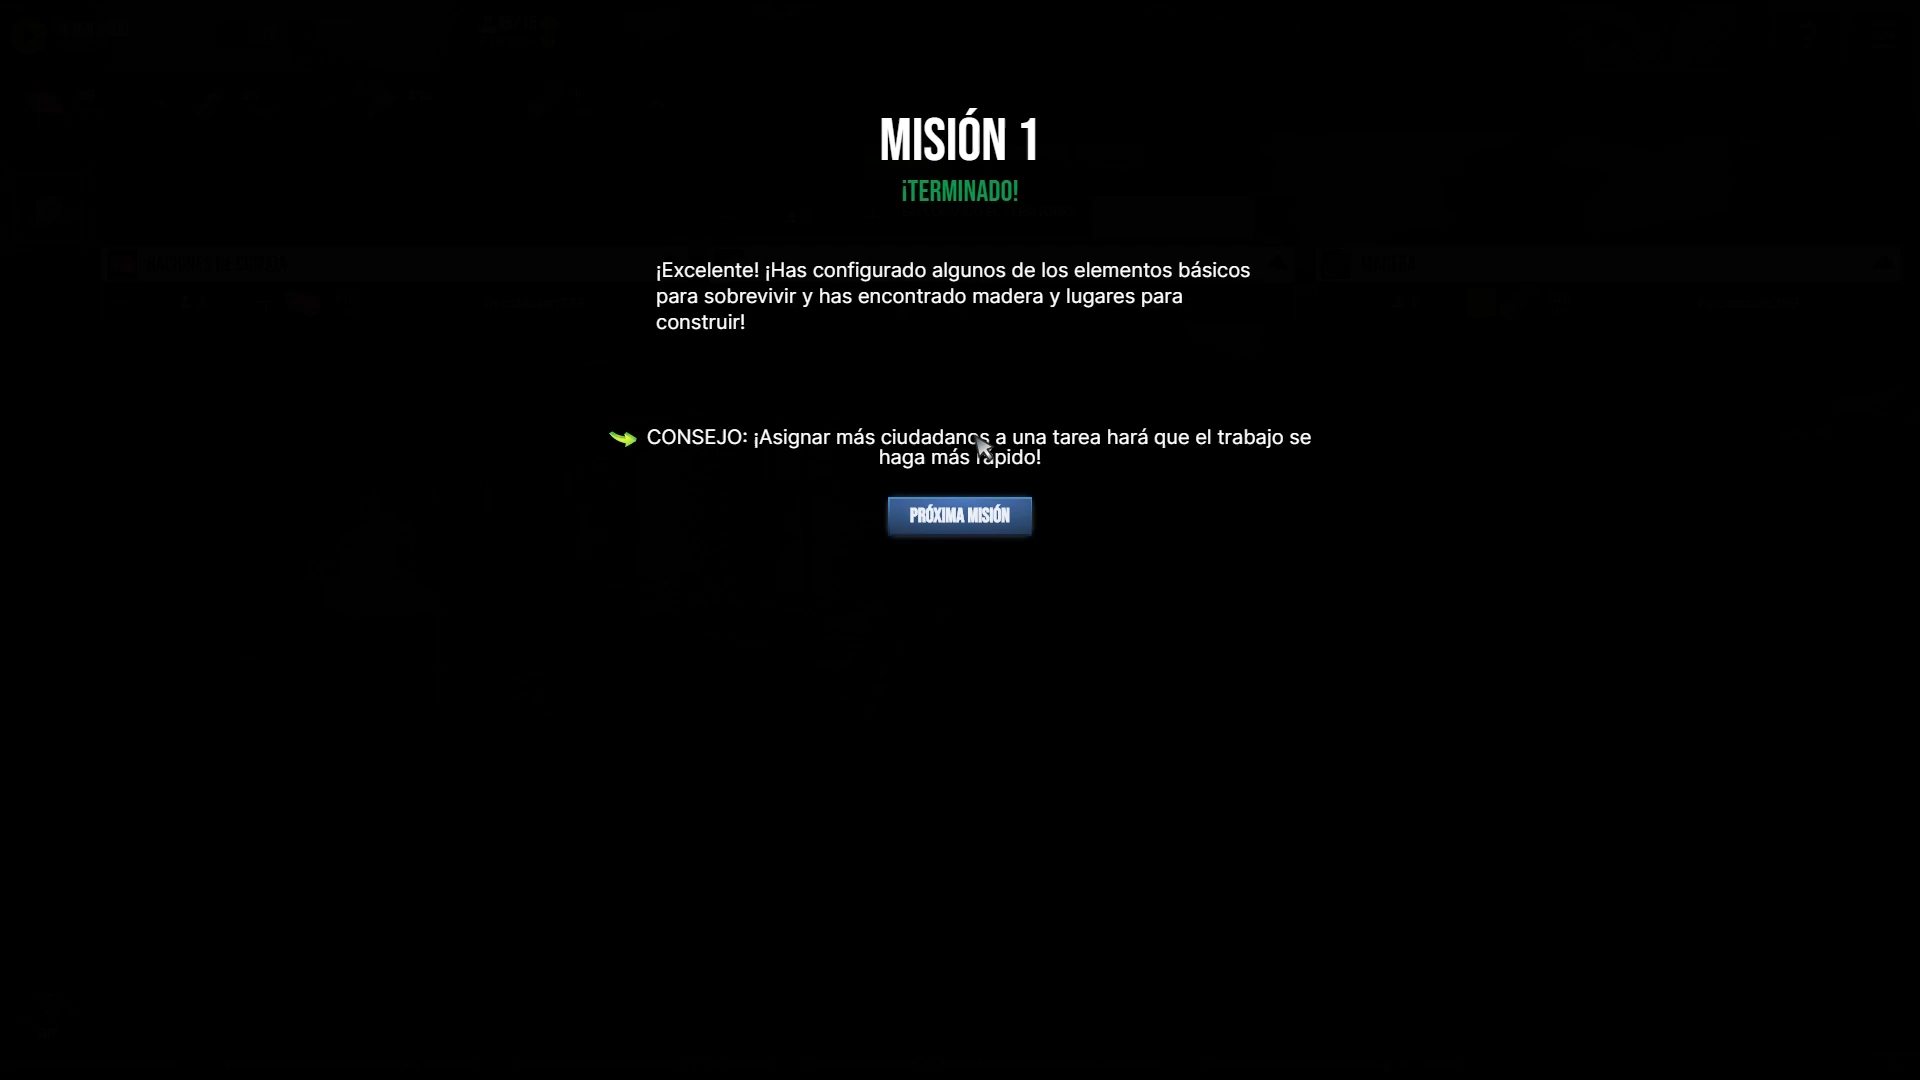 MISIÓN 1
¡TERMINADO!
¡Excelente! ¡Has configurado algunos de los elementos básicos
para sobrevivir y has encontrado madera y lugares para
construir!
CONSEJO: ¡Asignar más ciudadanos a una tarea hará que el trabajo se
haga más rápido!
PRÓXIMA MISIÓN